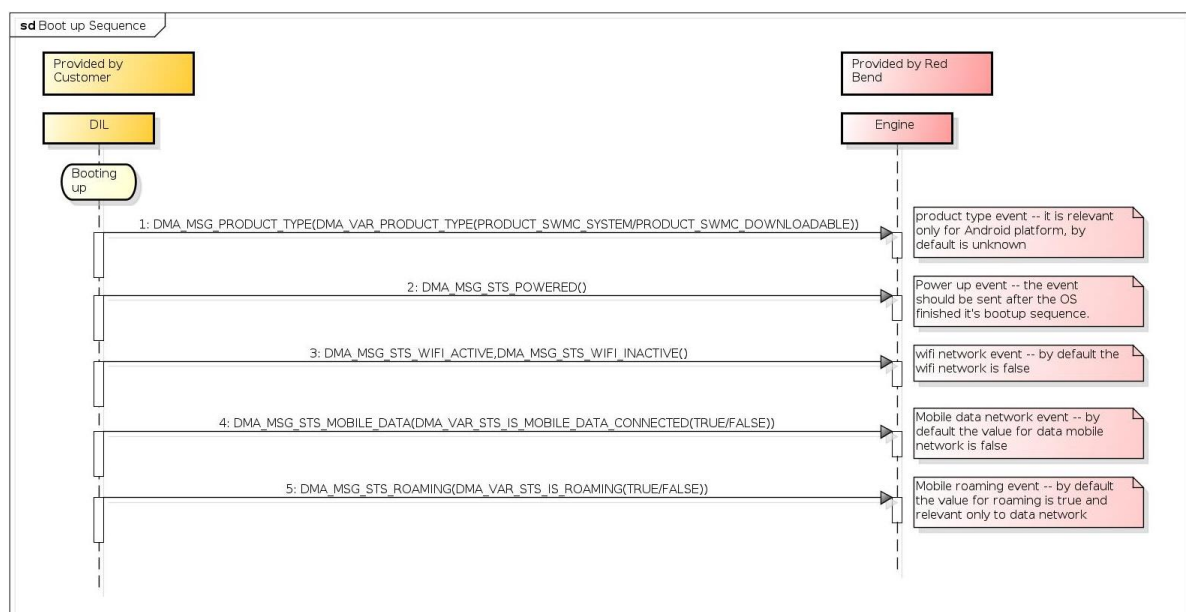 sd Boot up Sequence
Provided by
Customer
Provided by Red
Bend
DIL
Engine
Booting
up
1: DMA_MSG_PRODUCT_TYPE(DMA_VAR_PRODUCT_TYPE(PRODUCT_SWMC_SYSTEM/PRODUCT_SWMC_DOWNLOADABLE))
product type event -- it is relevant
only for Android platform, by
default is unknown
2: DMA_MSG_STS_POWERED()
Power up event -- the event
should be sent after the OS
finished it's bootup sequence.
3: DMA_MSG_STS_WIFI_ACTIVE,DMA_MSG_STS_WIFI_INACTIVE()
wifi network event -- by default the
wifi network is false
4: DMA_MSG_STS_MOBILE_DATA(DMA_VAR_STS_IS_MOBILE_DATA_CONNECTED(TRUE/FALSE))
Mobile data network event -- by
default the value for data mobile
network is false
5: DMA_MSG_STS_ROAMING(DMA_VAR_STS_IS_ROAMING(TRUE/FALSE))
Mobile roaming event -- by default
the value for roaming is true and
relevant only to data network